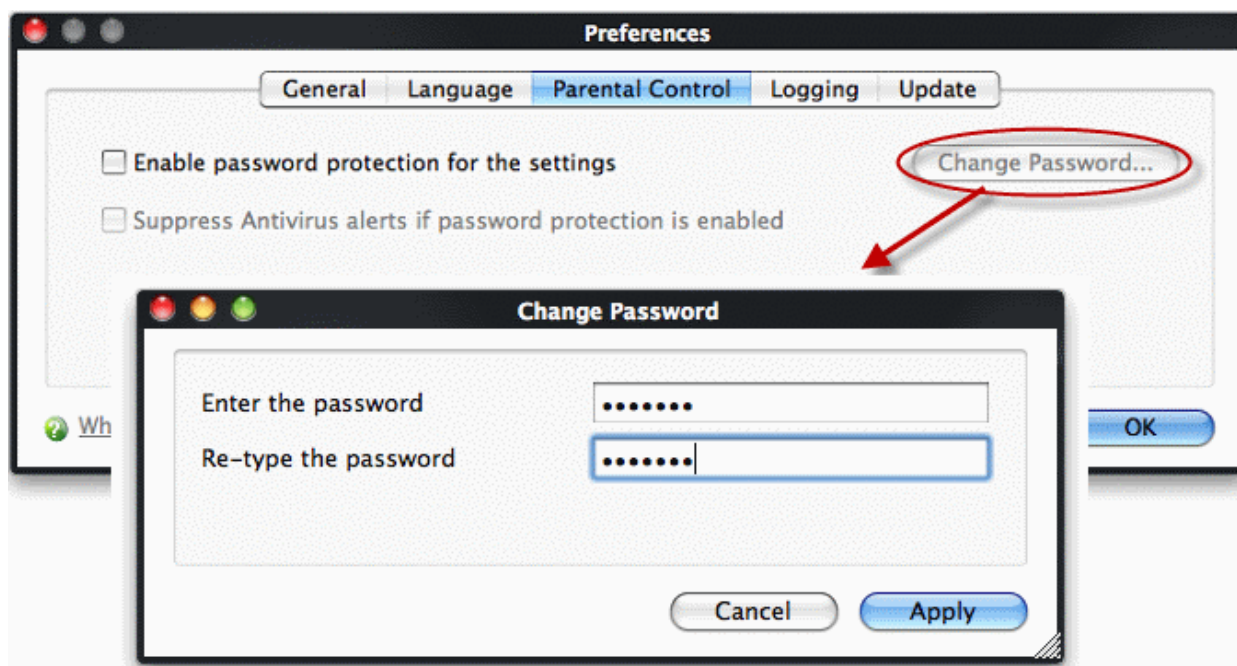 Preferences
General Language Parental Control Logging Update
Enable password protection for the settings Change Password...
Suppress Antivirus alerts if password protection is enabled
Change Password
Enter the password •••••••
Re-type the password •••••••
Wh OK
Cancel Apply